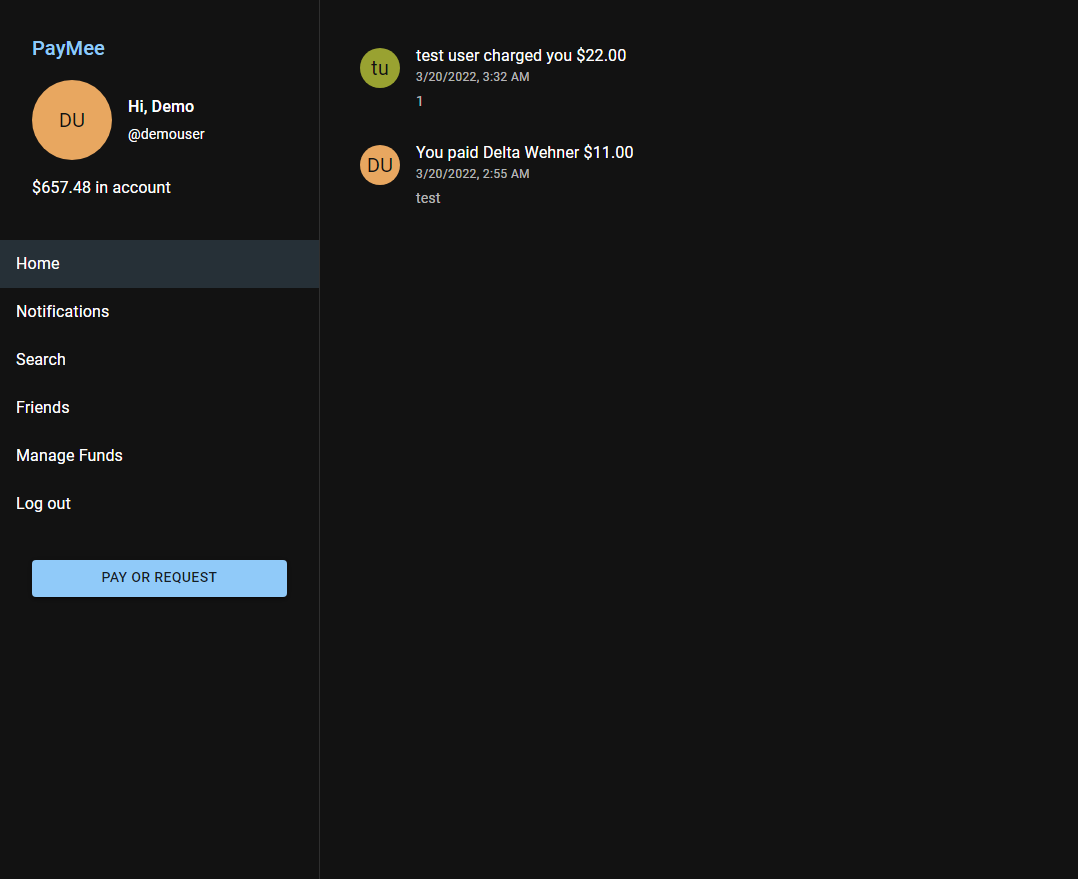 PayMee
DU
Hi, Demo
@demouser
$657.48 in account
Home
Notifications
Search
Friends
Manage Funds
Log out
PAY OR REQUEST
tu
test user charged you $22.00
3/20/2022, 3:32 AM
1
DU
You paid Delta Wehner $11.00
3/20/2022, 2:55 AM
test